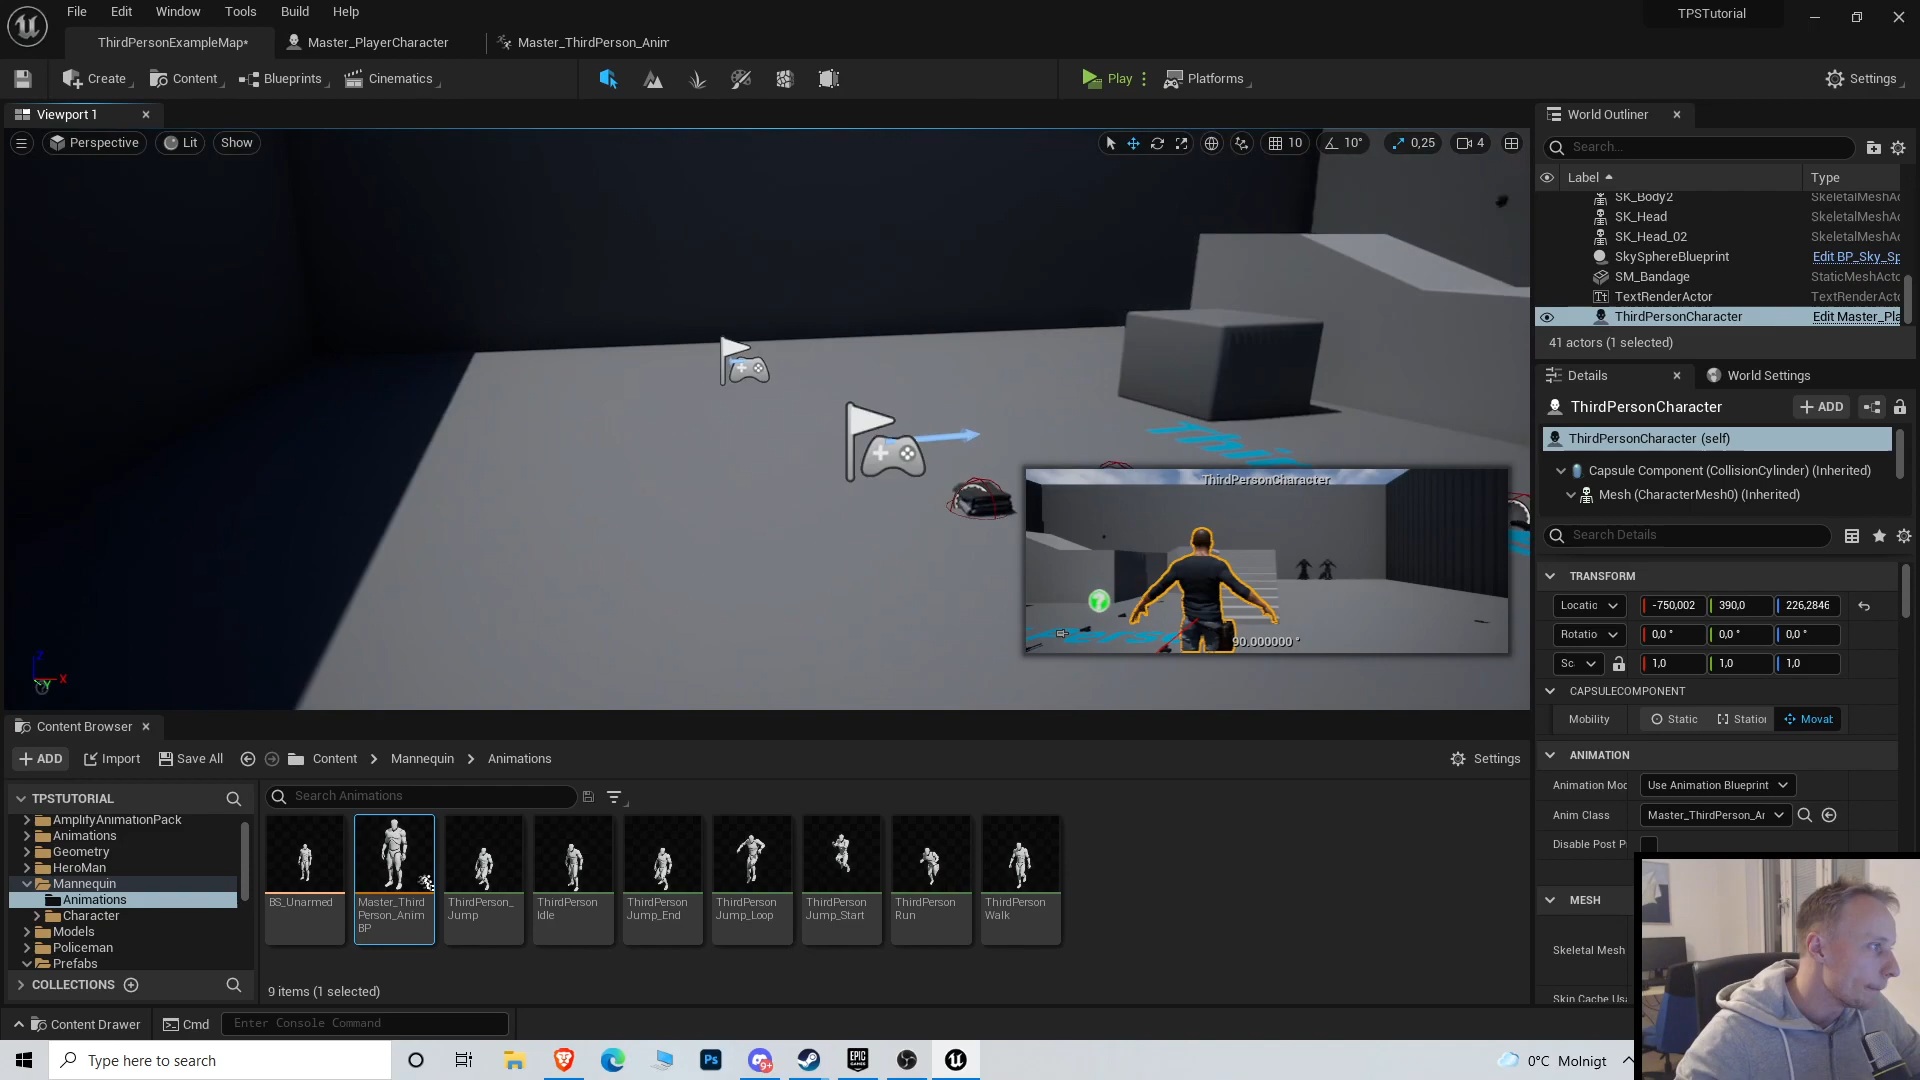 File Edit Window Tools Build Help
TPSTutorial
ThirdPersonExampleMap* Master_PlayerCharacter Master_ThirdPerson_Anim
Create Content Blueprints Cinematics Play Platforms Settings
Viewport 1
Perspective Lit Show 10 10° 0,25 4
World Outliner
Search...
Label Type
SK_Body2 SkeletalMeshAc
SK_Head SkeletalMeshAc
SK_Head_02 SkeletalMeshAc
SkySphereBlueprint Edit BP_Sky_Sp
SM_Bandage StaticMeshActo
TextRenderActor TextRenderActo
ThirdPersonCharacter Edit Master_Pla
41 actors (1 selected)
Details World Settings
ThirdPersonCharacter ADD
ThirdPersonCharacter (self)
Capsule Component (CollisionCylinder) (Inherited)
Mesh (CharacterMesh0) (Inherited)
Search Details
TRANSFORM
Locatic -750,002 390,0 226,2846
Rotatio 0,0 ° 0,0 ° 0,0 °
Sc 1,0 1,0 1,0
CAPSULECOMPONENT
Mobility Static Station Movat
ANIMATION
Animation Moc Use Animation Blueprint
Anim Class Master_ThirdPerson_Ar
Disable Post P
MESH
Skeletal Mesh
Skin Cache Us
ThirdPersonCharacter
90.000000 °
Z
X
Y
Content Browser
ADD Import Save All Content Mannequin Animations Settings
TPSTUTORIAL
AmplifyAnimationPack
Animations
Geometry
HeroMan
Mannequin
Animations
Character
Models
Policeman
Prefabs
COLLECTIONS
Search Animations
BS_Unarmed
Master_Third
Person_Anim
BP
ThirdPerson_
Jump
ThirdPerson
Idle
ThirdPerson
Jump_End
ThirdPerson
Jump_Loop
ThirdPerson
Jump_Start
ThirdPerson
Run
ThirdPerson
Walk
9 items (1 selected)
Content Drawer Cmd Enter Console Command
Type here to search
Ps
9+
EPIC
GAMES
0°C Molnigt